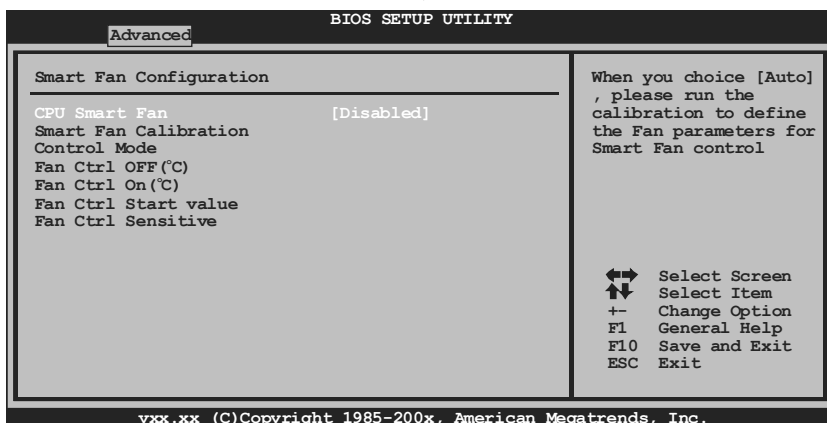 BIOS SETUP UTILITY
Advanced
Smart Fan Configuration
CPU Smart Fan [Disabled]
Smart Fan Calibration
Control Mode
Fan Ctrl OFF(°C)
Fan Ctrl On(°C)
Fan Ctrl Start value
Fan Ctrl Sensitive
When you choice [Auto]
, please run the
calibration to define
the Fan parameters for
Smart Fan control
Select Screen
Select Item
+- Change Option
F1 General Help
F10 Save and Exit
ESC Exit
vxx.xx (C)Copyright 1985-200x, American Megatrends, Inc.